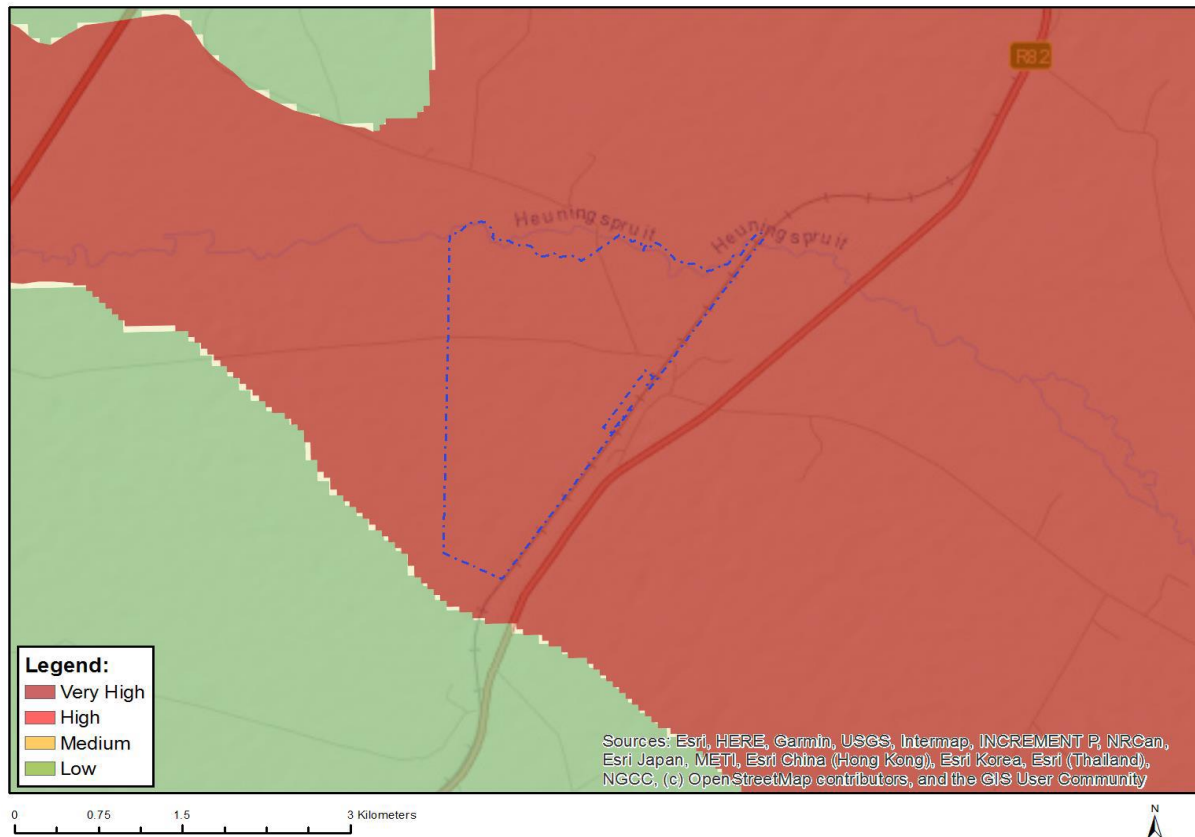 R82
Heuningspruit
Heuningspruit
Legend:
Very High
High
Medium
Low
Sources: Esri, HERE, Garmin, USGS, Intermap, INCREMENT P, NRCan,
Esri Japan, METI, Esri China (Hong Kong), Esri Korea, Esri (Thailand),
NGCC, (c) OpenStreetMap contributors, and the GIS User Community
0 0.75 1.5 3 Kilometers
N